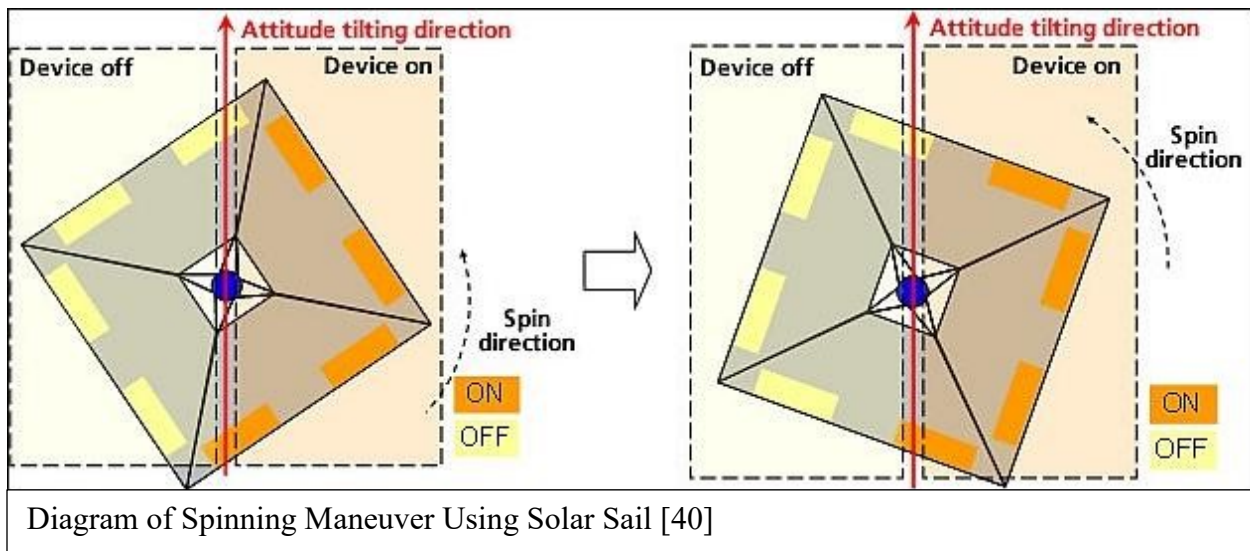 Attitude tilting direction
Device off
Device on
Spin
direction
ON
OFF
Attitude tilting direction
Device off
Device on
Spin
direction
ON
OFF
Diagram of Spinning Maneuver Using Solar Sail [40]